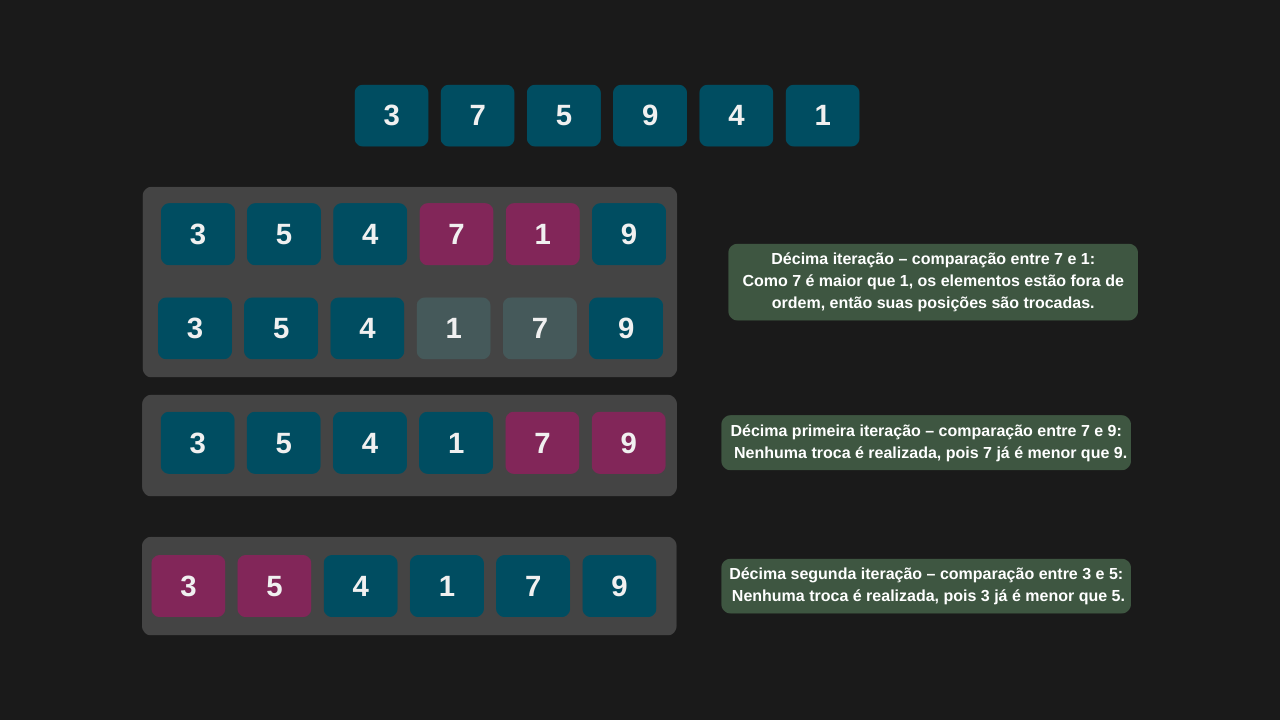 3 7 5 9 4 1
3 5 4 7 1 9
3 5 4 1 7 9
Décima iteração – comparação entre 7 e 1:
Como 7 é maior que 1, os elementos estão fora de
ordem, então suas posições são trocadas.
3 5 4 1 7 9
Décima primeira iteração – comparação entre 7 e 9:
Nenhuma troca é realizada, pois 7 já é menor que 9.
3 5 4 1 7 9
Décima segunda iteração – comparação entre 3 e 5:
Nenhuma troca é realizada, pois 3 já é menor que 5.